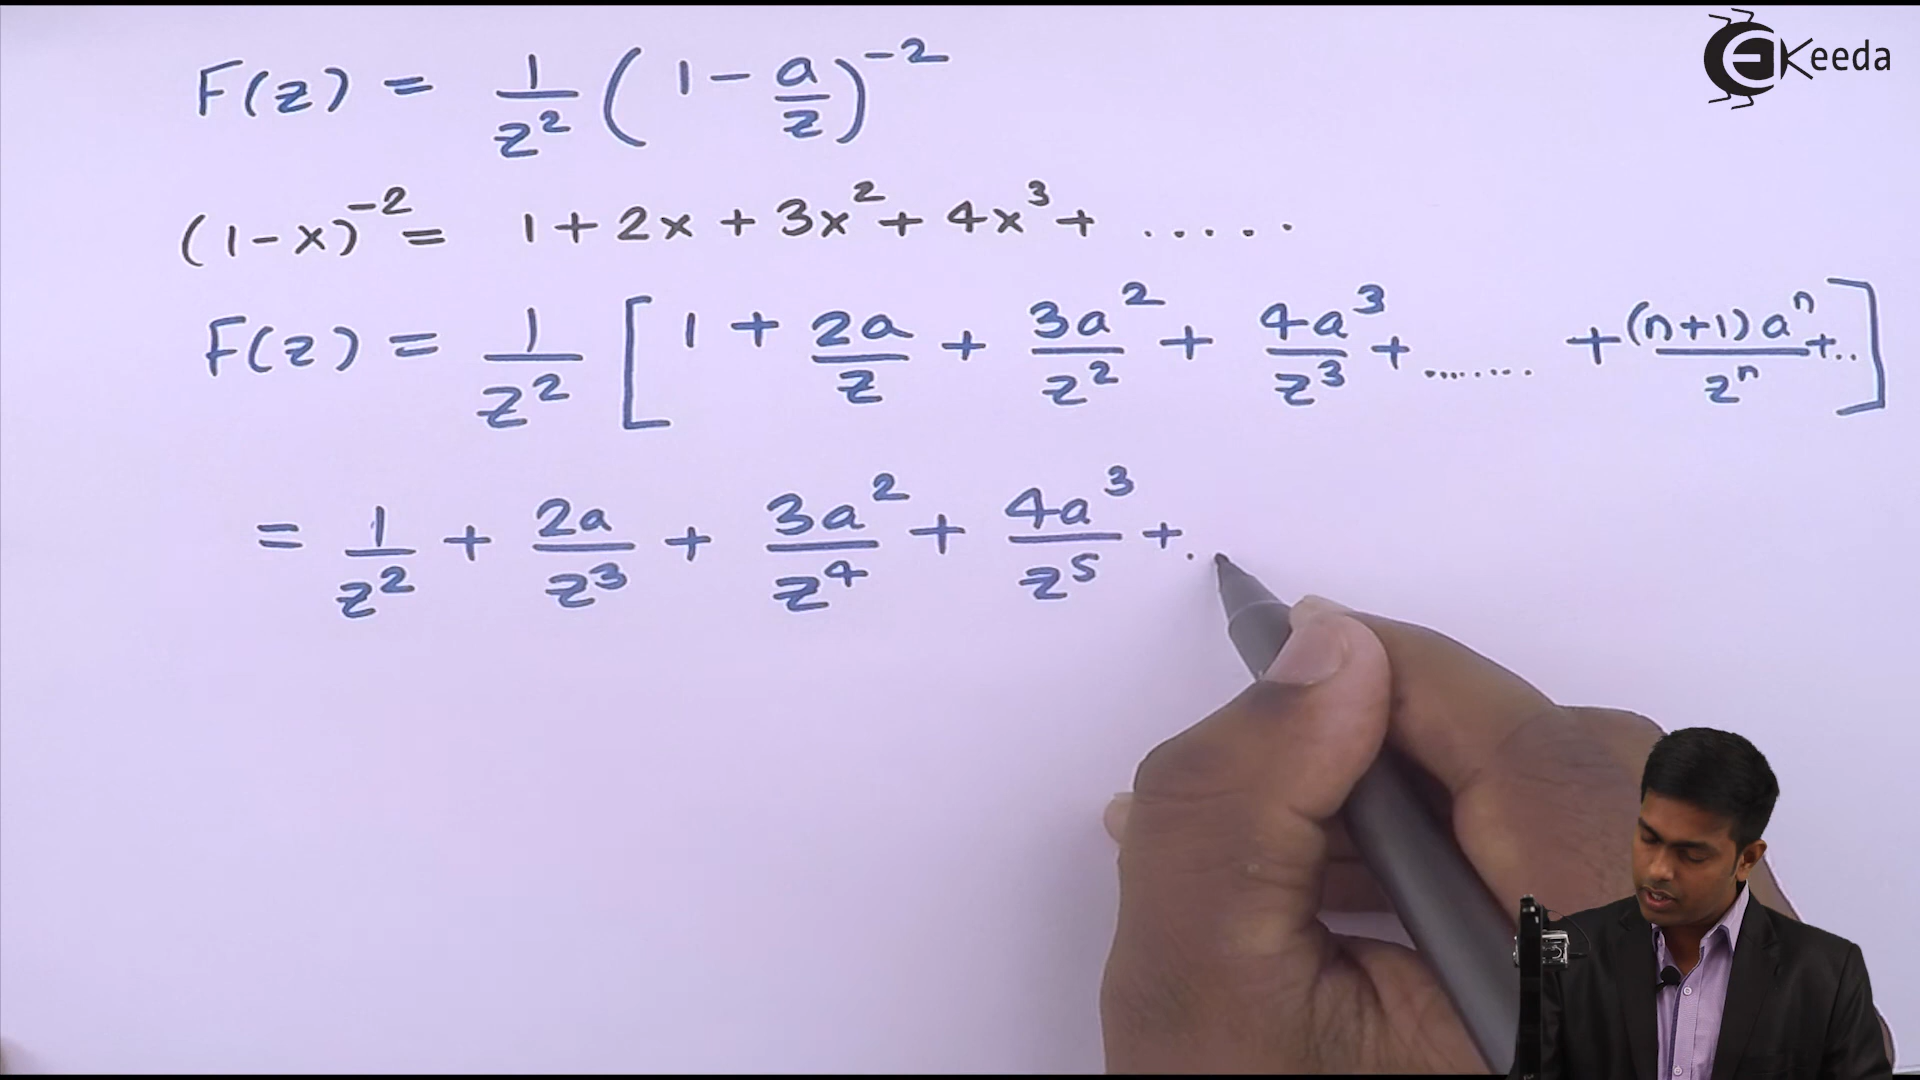 Keeda
F(z) = 1/z² (1 - a/z)⁻²
(1-x)⁻² = 1 + 2x + 3x² + 4x³ + .....
F(z) = 1/z² [1 + 2a/z + 3a²/z² + 4a³/z³ + ........ + (n+1)aⁿ/zⁿ + ..]
= 1/z² + 2a/z³ + 3a²/z⁴ + 4a³/z⁵ + ..